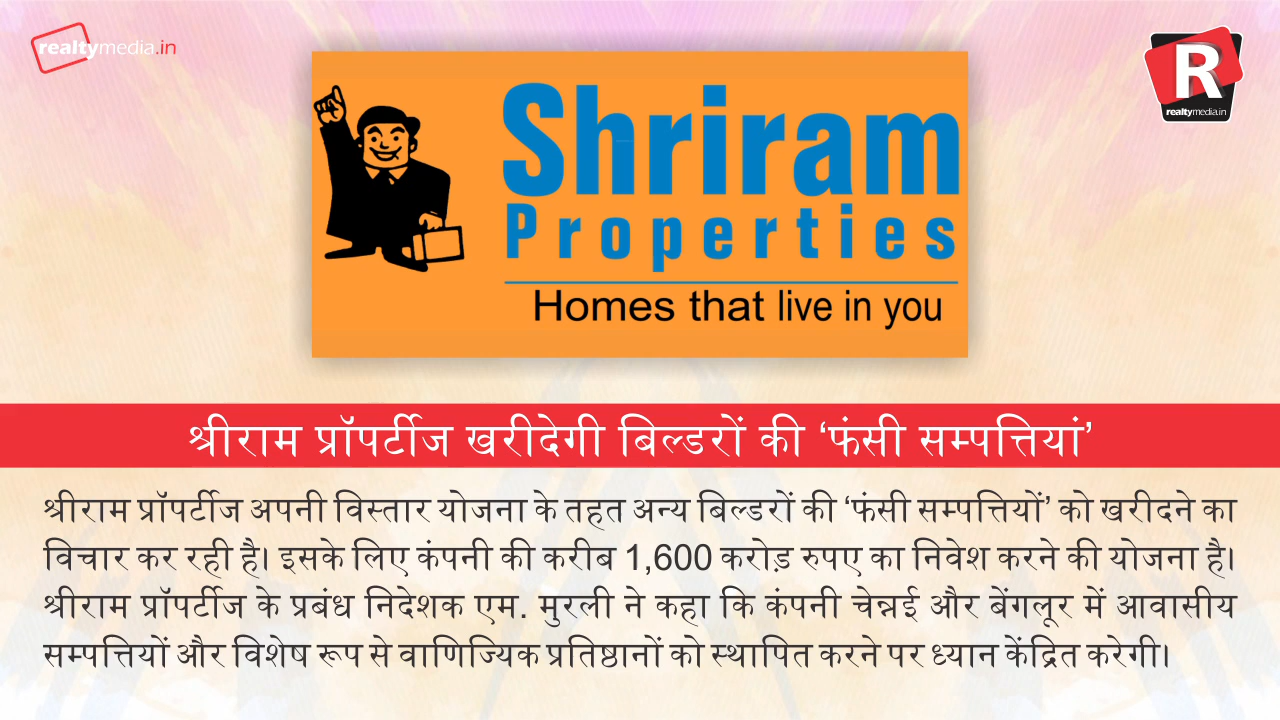 realtymedia.in
R
realtymedia.in
Shriram
Properties
Homes that live in you
श्रीराम प्रॉपर्टीज खरीदेगी बिल्डरों की ‘फंसी सम्पत्तियां’
श्रीराम प्रॉपर्टीज अपनी विस्तार योजना के तहत अन्य बिल्डरों की ‘फंसी सम्पत्तियों’ को खरीदने का
विचार कर रही है। इसके लिए कंपनी की करीब 1,600 करोड़ रुपए का निवेश करने की योजना है।
श्रीराम प्रॉपर्टीज के प्रबंध निदेशक एम. मुरली ने कहा कि कंपनी चेन्नई और बेंगलूर में आवासीय
सम्पत्तियों और विशेष रूप से वाणिज्यिक प्रतिष्ठानों को स्थापित करने पर ध्यान केंद्रित करेगी।